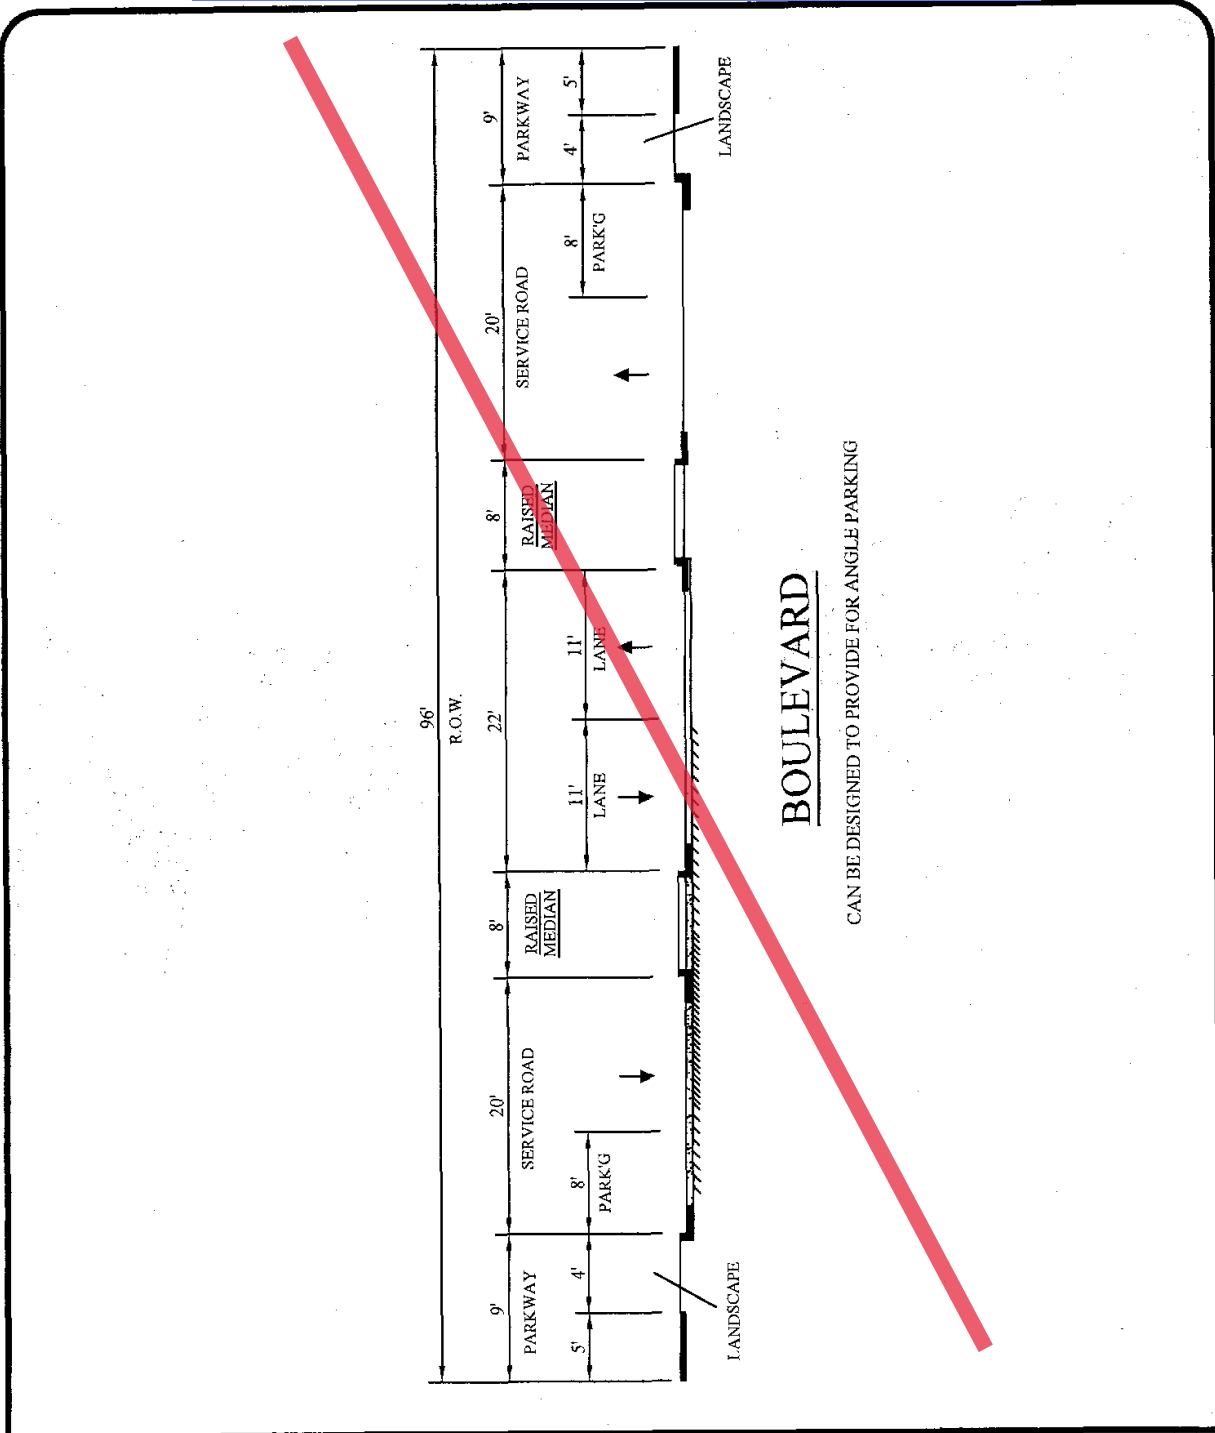 96'
R.O.W.
9'
20'
8'
22'
8'
20'
9'
PARKWAY
SERVICE ROAD
RAISED
MEDIAN
RAISED
MEDIAN
SERVICE ROAD
PARKWAY
5'
4'
8'
PARK'G
11'
LANE
11'
LANE
8'
PARK'G
4'
5'
LANDSCAPE
LANDSCAPE
BOULEVARD
CAN BE DESIGNED TO PROVIDE FOR ANGLE PARKING